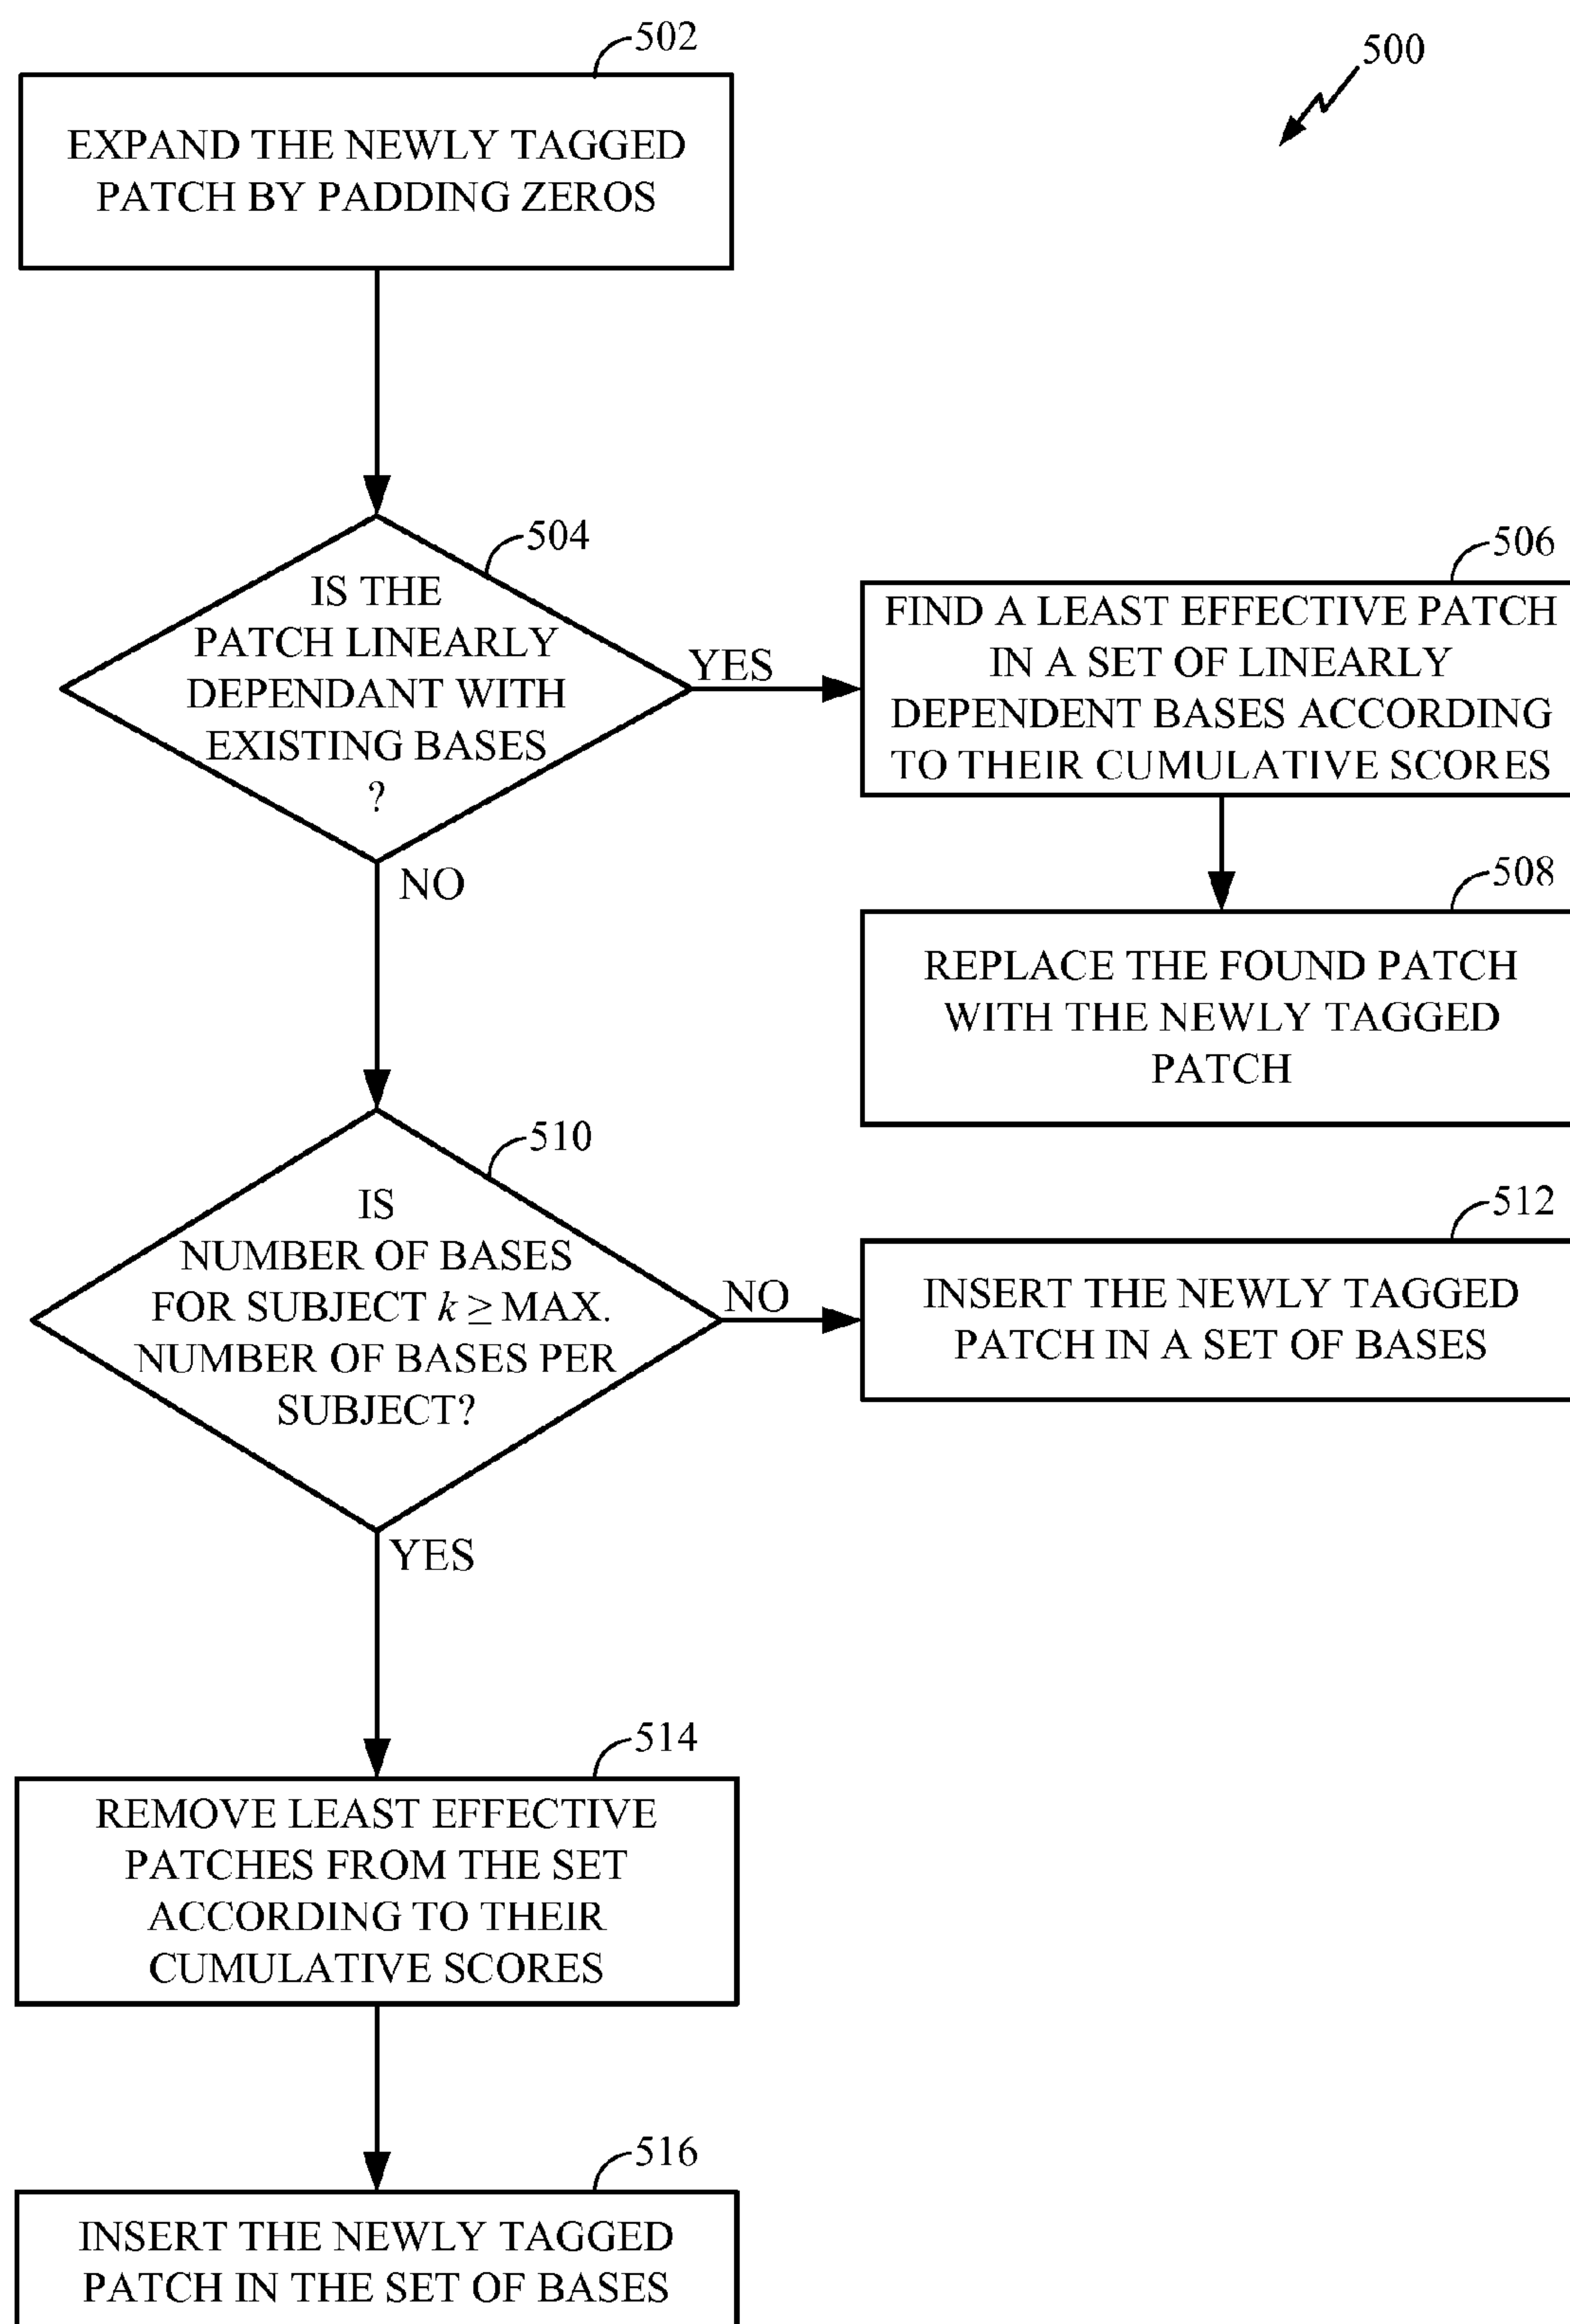 502
500
EXPAND THE NEWLY TAGGED
PATCH BY PADDING ZEROS
504
IS THE
PATCH LINEARLY
DEPENDANT WITH
EXISTING BASES
?
YES
NO
506
FIND A LEAST EFFECTIVE PATCH
IN A SET OF LINEARLY
DEPENDENT BASES ACCORDING
TO THEIR CUMULATIVE SCORES
508
REPLACE THE FOUND PATCH
WITH THE NEWLY TAGGED
PATCH
510
IS
NUMBER OF BASES
FOR SUBJECT k ≥ MAX.
NUMBER OF BASES PER
SUBJECT?
NO
YES
512
INSERT THE NEWLY TAGGED
PATCH IN A SET OF BASES
514
REMOVE LEAST EFFECTIVE
PATCHES FROM THE SET
ACCORDING TO THEIR
CUMULATIVE SCORES
516
INSERT THE NEWLY TAGGED
PATCH IN THE SET OF BASES